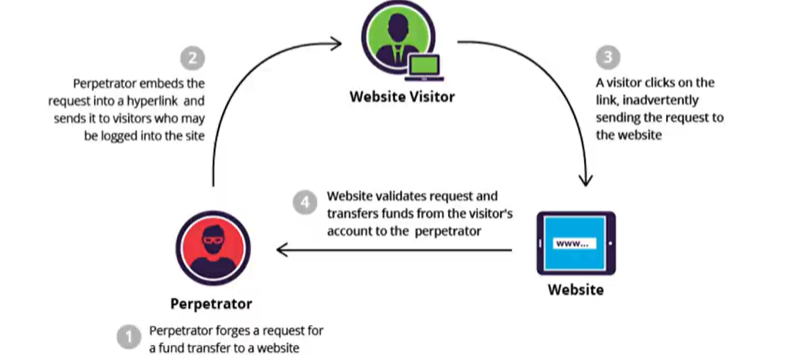 Website Visitor
2
Perpetrator embeds the
request into a hyperlink and
sends it to visitors who may
be logged into the site
3
A visitor clicks on the
link, inadvertently
sending the request to
the website
4
Website validates request and
transfers funds from the visitor's
account to the perpetrator
www...
Website
Perpetrator
1
Perpetrator forges a request for
a fund transfer to a website